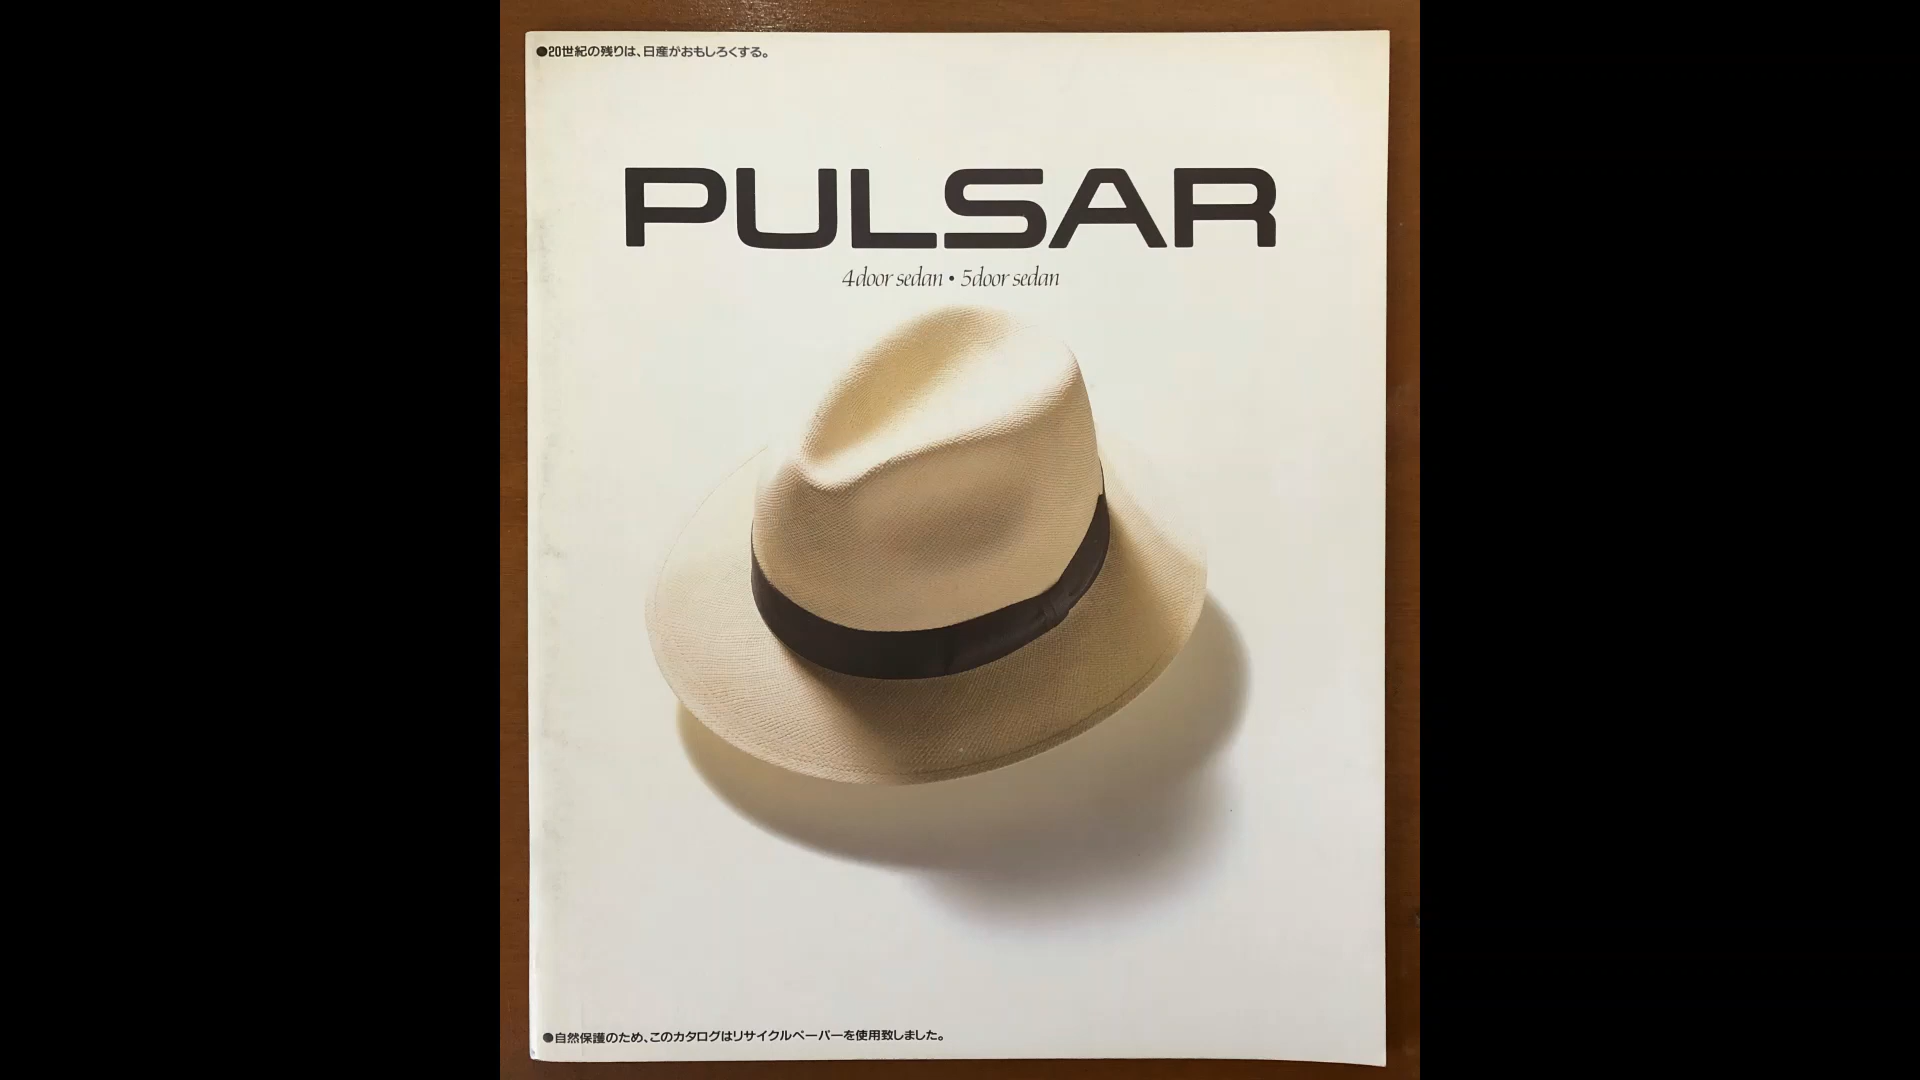 ●20世紀の残りは、日産がおもしろくする。
PULSAR
4door sedan • 5door sedan
●自然保護のため、このカタログはリサイクルペーパーを使用致しました。